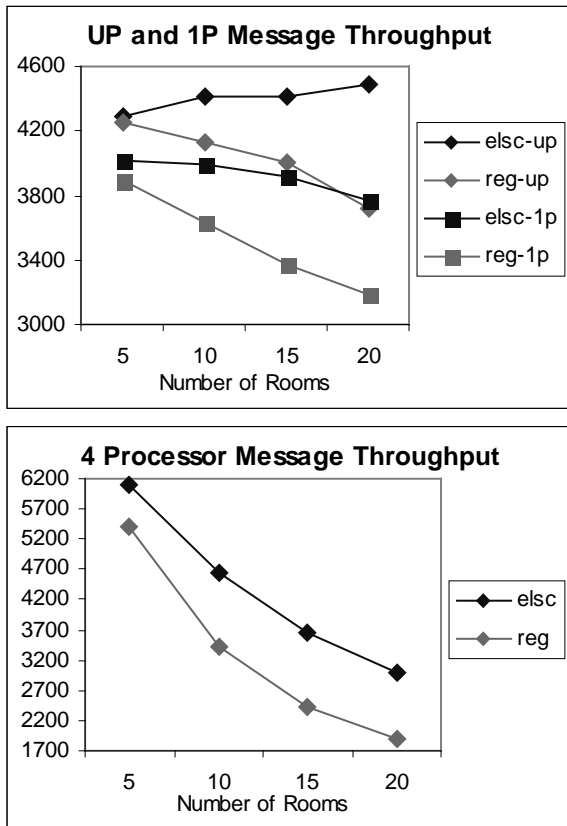 UP and 1P Message Throughput
4600
4200
3800
3400
3000
5 10 15 20
Number of Rooms
elsc-up
reg-up
elsc-1p
reg-1p
4 Processor Message Throughput
6200
5700
5200
4700
4200
3700
3200
2700
2200
1700
5 10 15 20
Number of Rooms
elsc
reg